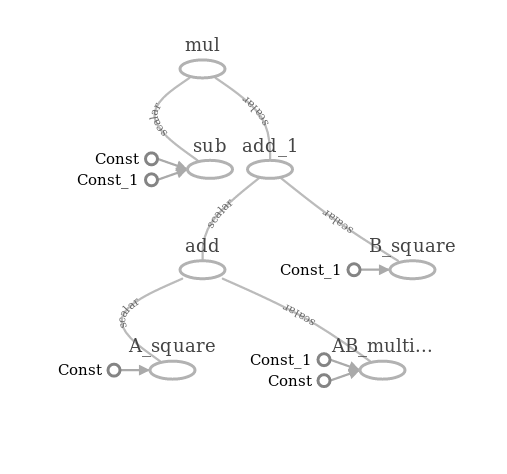 mul
scalar
scalar
sub
add_1
Const
Const_1
scalar
scalar
add
B_square
Const_1
scalar
scalar
A_square
AB_multi...
Const_1
Const
Const